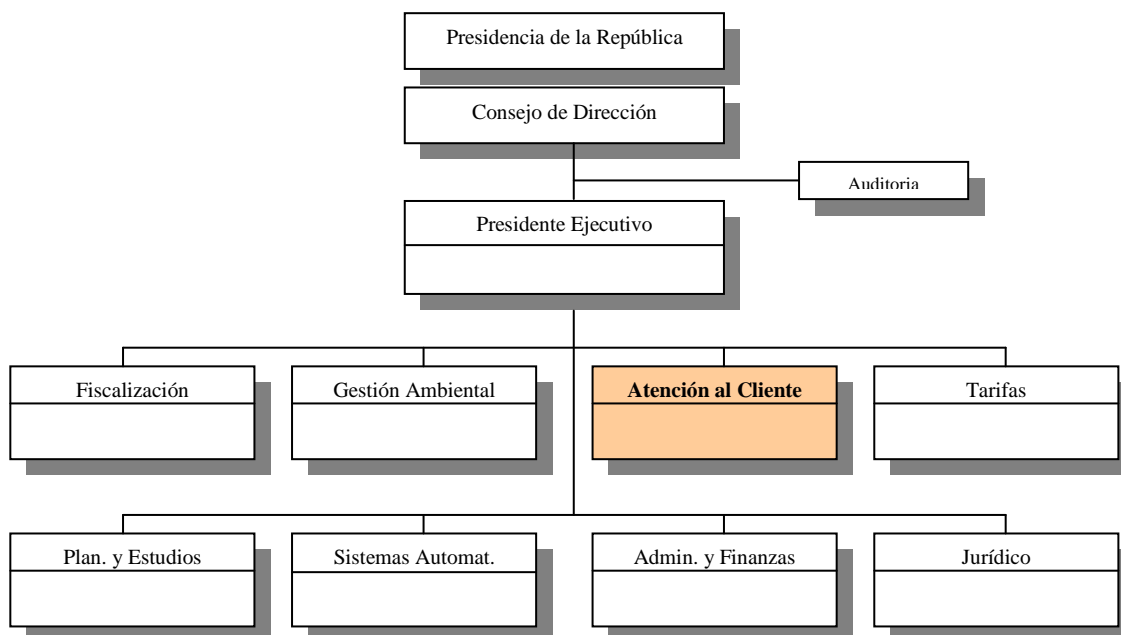 Presidencia de la República
Consejo de Dirección
Auditoria
Presidente Ejecutivo
Fiscalización
Gestión Ambiental
Atención al Cliente
Tarifas
Plan. y Estudios
Sistemas Automat.
Admin. y Finanzas
Jurídico